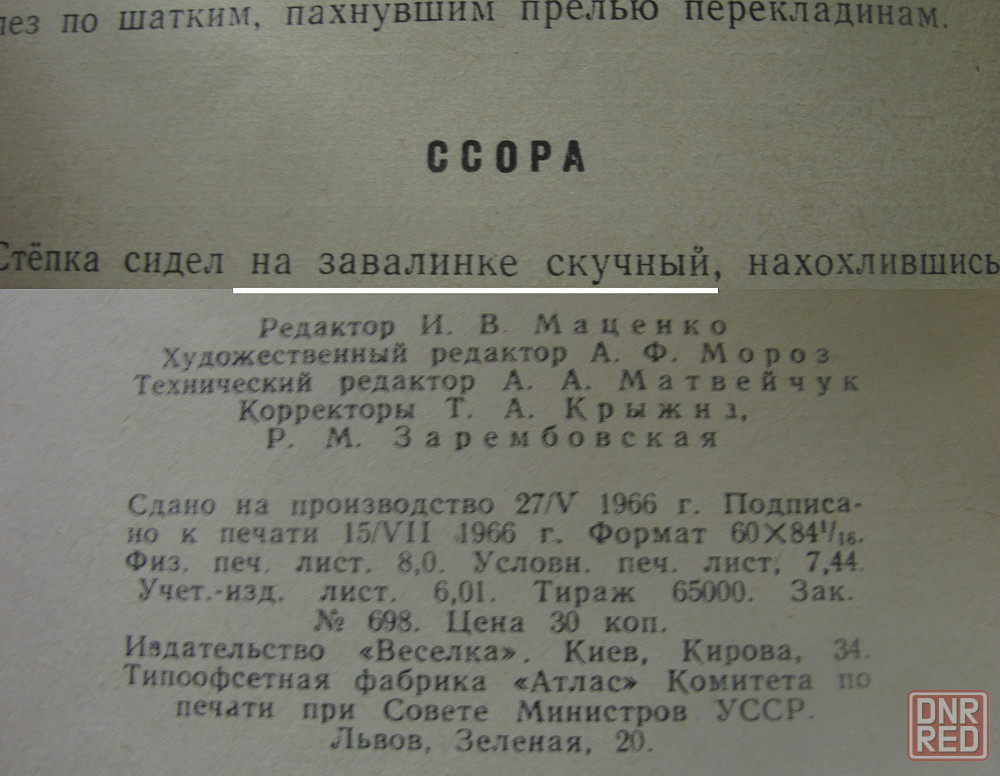 лез по шатким, пахнувшим прелью перекладинам.
ССОРА
Стёпка сидел на завалинке скучный, нахохлившись
Редактор И. В. Маценко
Художественный редактор А. Ф. Мороз
Технический редактор А. А. Матвейчук
Корректоры Т. А. Крыжня,
Р. М. Зарембовская
Сдано на производство 27/V 1966 г. Подписа-
но к печати 15/VII 1966 г. Формат 60×84¹/₁₆.
Физ. печ. лист. 8,0. Условн. печ. лист, 7,44.
Учет.-изд. лист. 6,01. Тираж 65000. Зак.
№ 698. Цена 30 коп.
Издательство «Веселка». Киев, Кирова, 34.
Типоофсетная фабрика «Атлас» Комитета по
печати при Совете Министров УССР.
Львов, Зеленая, 20.
DNR
RED